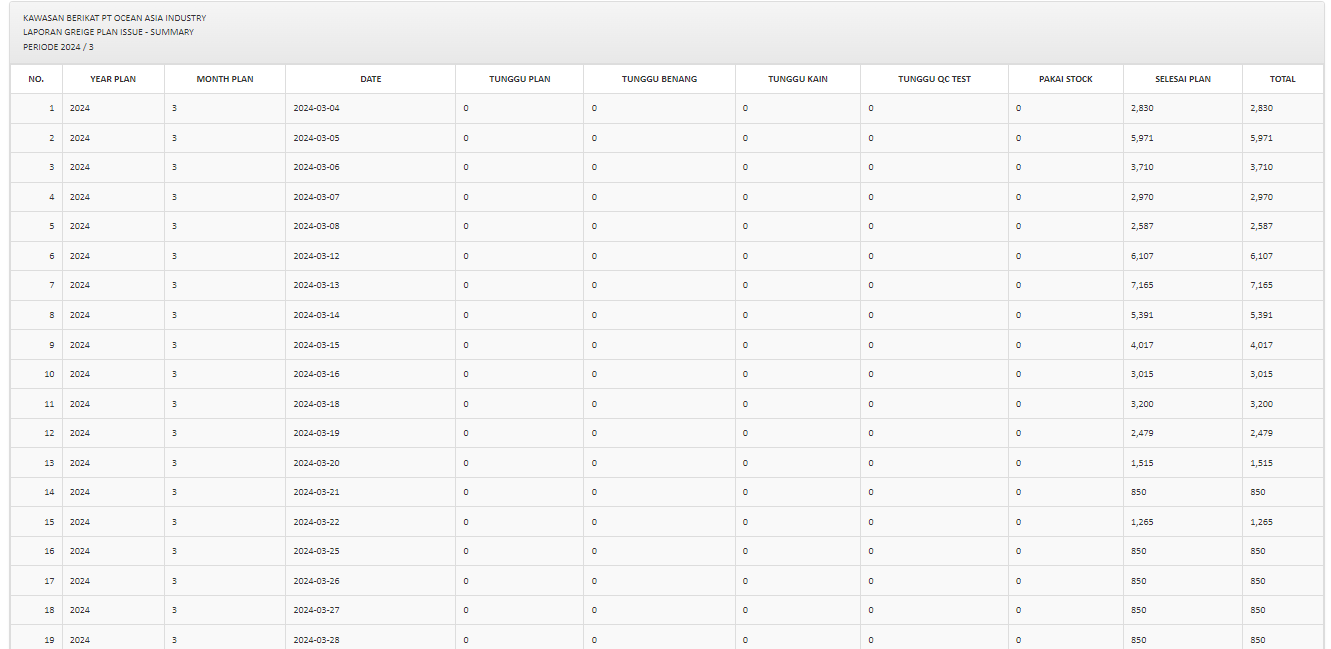 KAWASAN BERIKAT PT OCEAN ASIA INDUSTRY
LAPORAN GREIGE PLAN ISSUE - SUMMARY
PERIODE 2024 / 3
NO. YEAR PLAN MONTH PLAN DATE TUNGGU PLAN TUNGGU BENANG TUNGGU KAIN TUNGGU QC TEST PAKAI STOCK SELESAI PLAN TOTAL
1 2024 3 2024-03-04 0 0 0 0 0 2,830 2,830
2 2024 3 2024-03-05 0 0 0 0 0 5,971 5,971
3 2024 3 2024-03-06 0 0 0 0 0 3,710 3,710
4 2024 3 2024-03-07 0 0 0 0 0 2,970 2,970
5 2024 3 2024-03-08 0 0 0 0 0 2,587 2,587
6 2024 3 2024-03-12 0 0 0 0 0 6,107 6,107
7 2024 3 2024-03-13 0 0 0 0 0 7,165 7,165
8 2024 3 2024-03-14 0 0 0 0 0 5,391 5,391
9 2024 3 2024-03-15 0 0 0 0 0 4,017 4,017
10 2024 3 2024-03-16 0 0 0 0 0 3,015 3,015
11 2024 3 2024-03-18 0 0 0 0 0 3,200 3,200
12 2024 3 2024-03-19 0 0 0 0 0 2,479 2,479
13 2024 3 2024-03-20 0 0 0 0 0 1,515 1,515
14 2024 3 2024-03-21 0 0 0 0 0 850 850
15 2024 3 2024-03-22 0 0 0 0 0 1,265 1,265
16 2024 3 2024-03-25 0 0 0 0 0 850 850
17 2024 3 2024-03-26 0 0 0 0 0 850 850
18 2024 3 2024-03-27 0 0 0 0 0 850 850
19 2024 3 2024-03-28 0 0 0 0 0 850 850